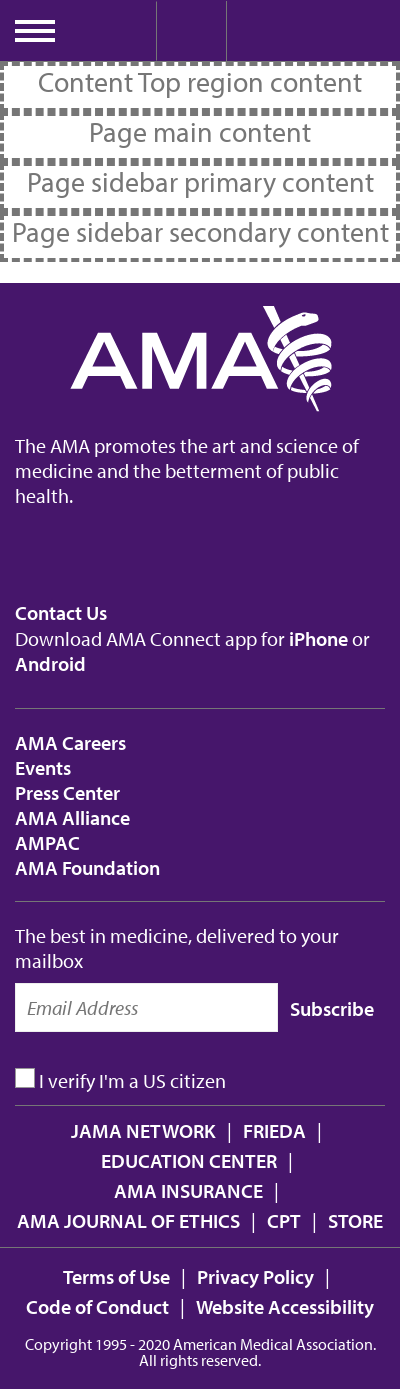 Content Top region content
Page main content
Page sidebar primary content
Page sidebar secondary content
AMA
The AMA promotes the art and science of
medicine and the betterment of public
health.
Contact Us
Download AMA Connect app for iPhone or
Android
AMA Careers
Events
Press Center
AMA Alliance
AMPAC
AMA Foundation
The best in medicine, delivered to your
mailbox
Email Address
Subscribe
I verify I'm a US citizen
JAMA NETWORK | FRIEDA |
EDUCATION CENTER |
AMA INSURANCE |
AMA JOURNAL OF ETHICS | CPT | STORE
Terms of Use | Privacy Policy |
Code of Conduct | Website Accessibility
Copyright 1995 - 2020 American Medical Association.
All rights reserved.